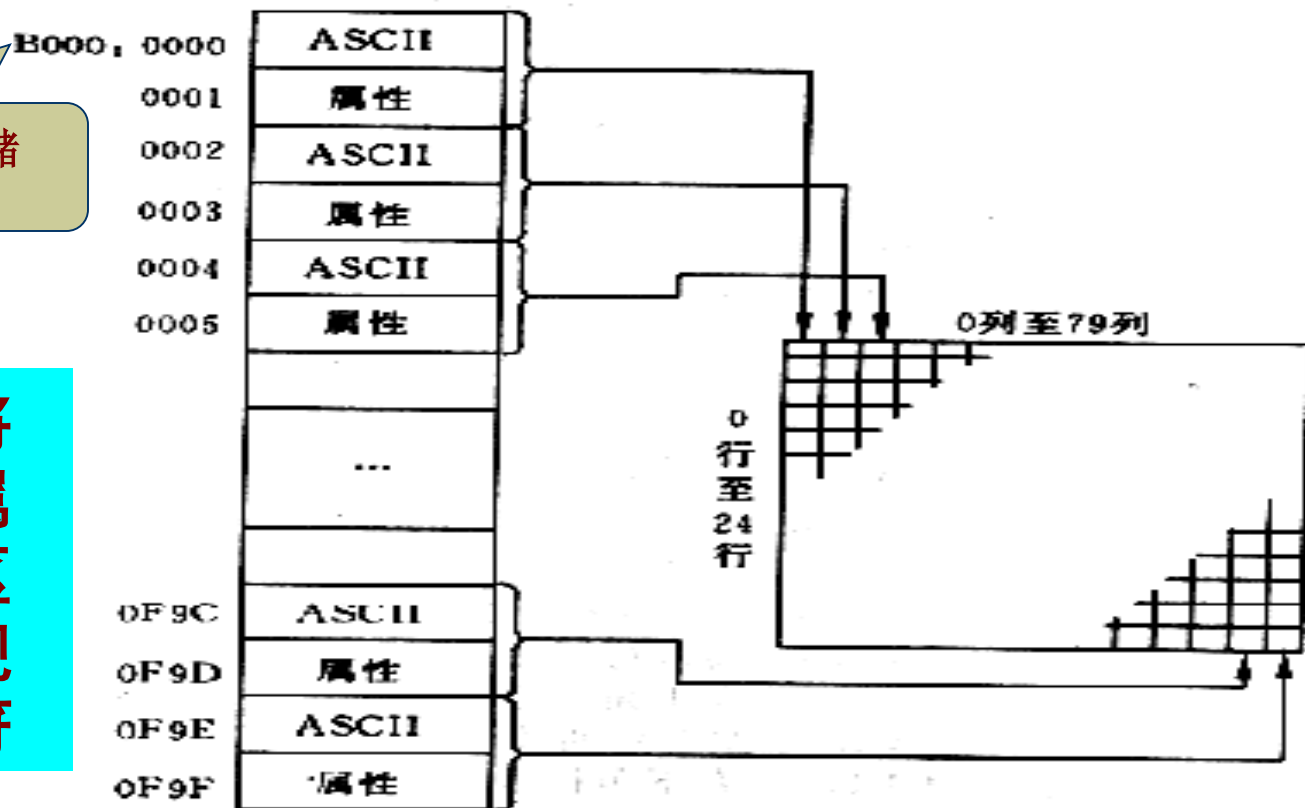 B000：0000 ASCII
0001 属性
0002 ASCII
0003 属性
0004 ASCII
0005 属性
...
0F9C ASCII
0F9D 属性
0F9E ASCII
0F9F 属性
0列至79列
0
行
至
24
行
储